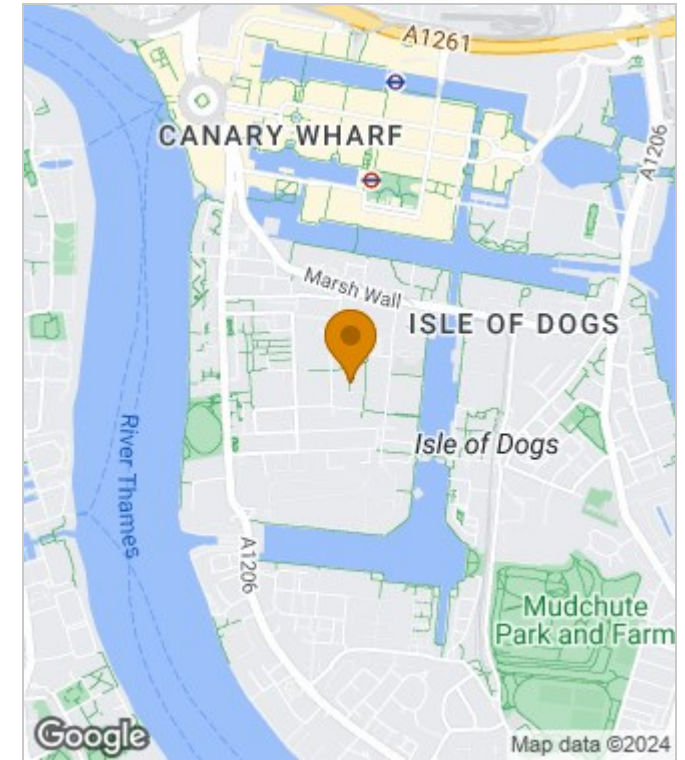 A1261
CANARY WHARF
A1206
Marsh Wall
ISLE OF DOGS
Isle of Dogs
River Thames
A1206
Mudchute
Park and Farm
Google
Map data ©2024